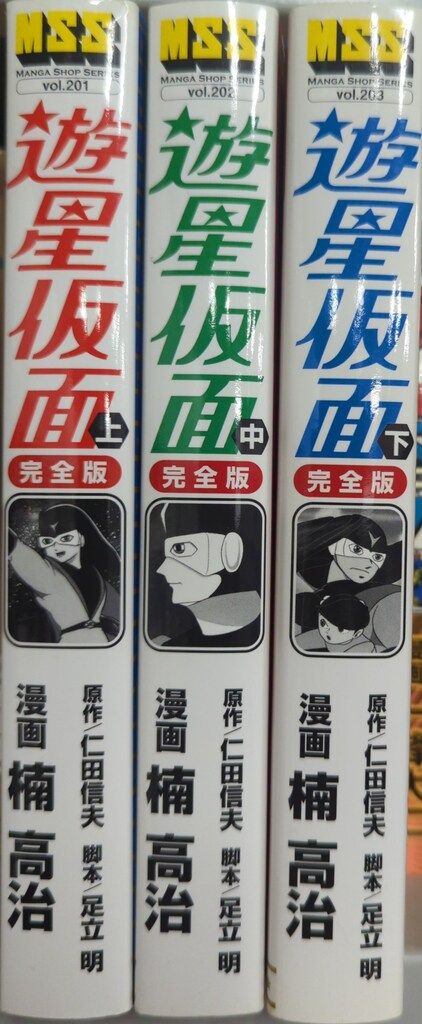 MSS
MANGA SHOP SERIES
vol.201
遊星仮面
上
完全版
原作/仁田信夫 脚本/足立 明
漫画 楠 高治
MSS
MANGA SHOP SERIES
vol.202
遊星仮面
中
完全版
原作/仁田信夫 脚本/足立 明
漫画 楠 高治
MSS
MANGA SHOP SERIES
vol.203
遊星仮面
下
完全版
原作/仁田信夫 脚本/足立 明
漫画 楠 高治